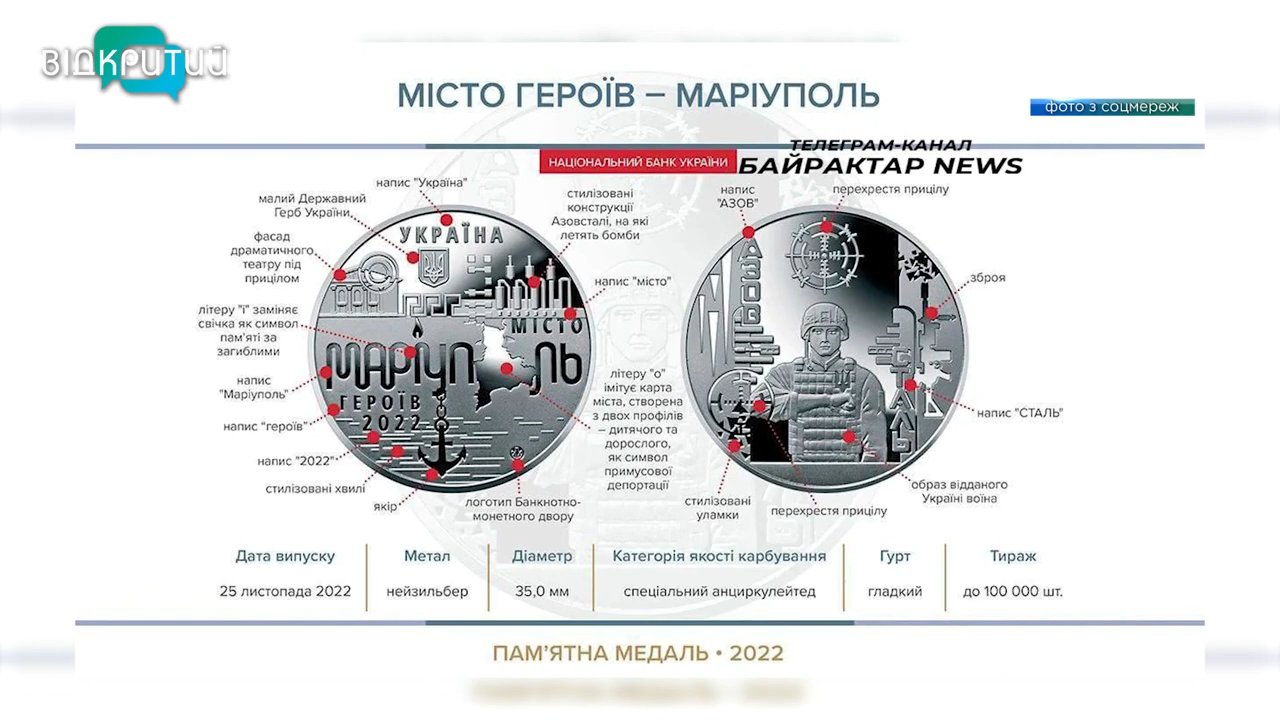 ВІДКРИТИЙ
МІСТО ГЕРОЇВ – МАРІУПОЛЬ
фото з соцмереж
НАЦІОНАЛЬНИЙ БАНК УКРАЇНИ
ТЕЛЕГРАМ-КАНАЛ
БАЙРАКТАР NEWS
напис "Україна"
малий Державний
Герб України
фасад
драматичного
театру під
прицілом
літеру "і" заміняє
свічка як символ
пам'яті за
загиблими
напис
"Маріуполь"
напис "героїв"
напис "2022"
стилізовані хвилі
якір
УКРАЇНА
МІСТО
МАРІУП ЛЬ
ГЕРОЇВ
2022
стилізовані
конструкції
Азовсталі, на які
летять бомби
напис "місто"
літеру "о"
імітує карта
міста, створена
з двох профілів
– дитячого та
дорослого,
як символ
примусової
депортації
логотип Банкнотно-
монетного двору
напис
"АЗОВ"
перехрестя прицілу
АЗОВ
СТАЛЬ
зброя
напис "СТАЛЬ"
образ відданого
Україні воїна
перехрестя прицілу
стилізовані
уламки
Дата випуску
Метал
Діаметр
Категорія якості карбування
Гурт
Тираж
25 листопада 2022
нейзильбер
35,0 мм
спеціальний анциркулейтед
гладкий
до 100 000 шт.
ПАМ'ЯТНА МЕДАЛЬ • 2022